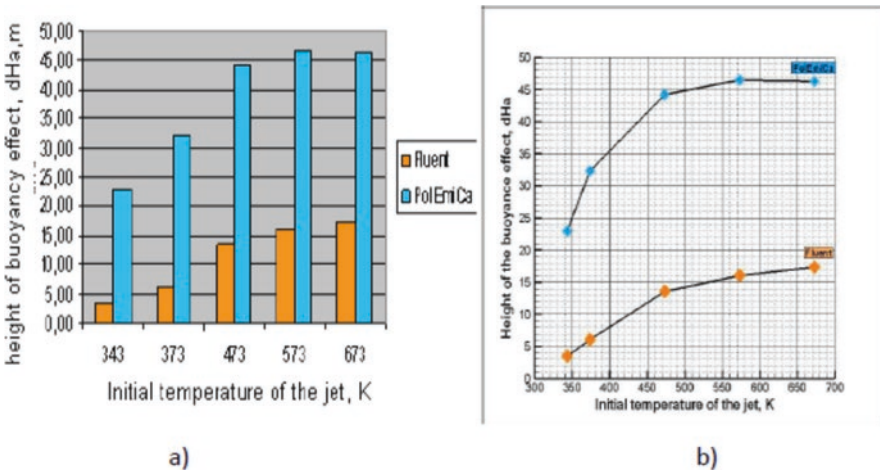 height of buoyancy effect, dHa,m
50,00
45,00
40,00
35,00
30,00
25,00
20,00
15,00
10,00
5,00
0,00
343 373 473 573 673
Initial temperature of the jet, K
Fluent
PolEmiCa
a)
Height of the buoyance effect, dHa
50
45
40
35
30
25
20
15
10
5
0
300 350 400 450 500 550 600 650 700
Initial temperature of the jet, K
PolEmiCa
Fluent
b)